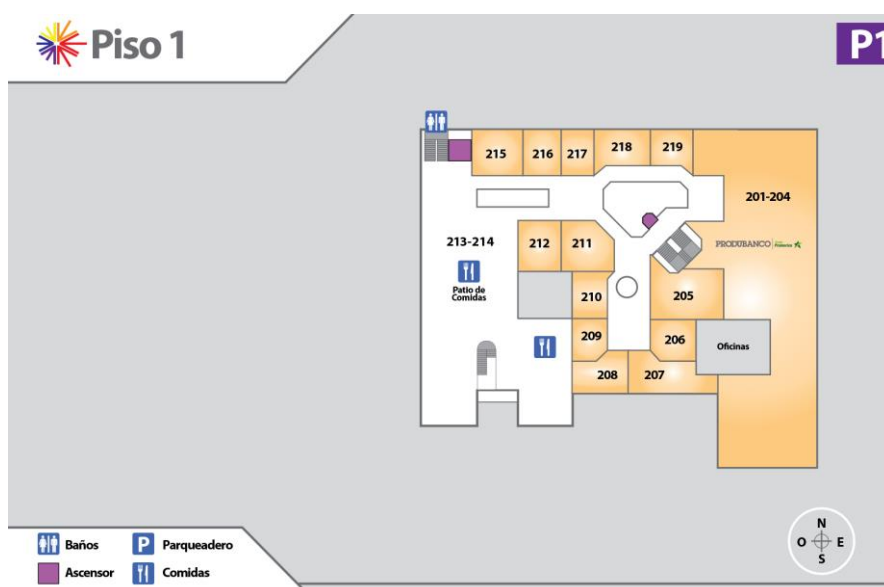 Piso 1
P1
215
216
217
218
219
201-204
213-214
212
211
PRODUBANCO
Patio de
Comidas
210
205
209
206
Oficinas
208
207
Baños
P Parqueadero
Ascensor
Comidas
N
O E
S